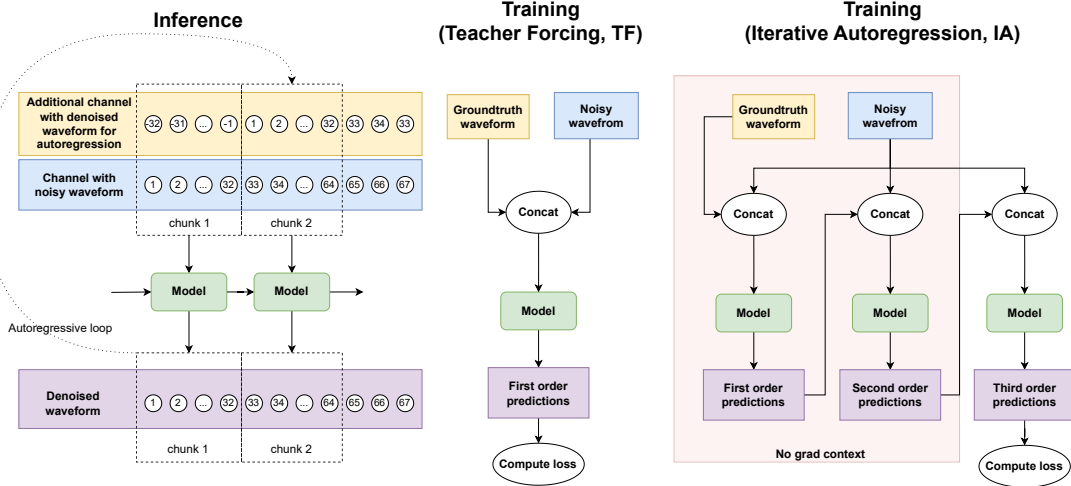 Inference
Additional channel
with denoised
waveform for
autoregression
-32 -31 ... -1 1 2 ... 32 33 34 33
Channel with
noisy waveform
1 2 ... 32 33 34 ... 64 65 66 67
chunk 1
chunk 2
Model
Model
Autoregressive loop
Denoised
waveform
1 2 ... 32 33 34 ... 64 65 66 67
chunk 1
chunk 2
Training
(Teacher Forcing, TF)
Groundtruth
waveform
Noisy
wavefrom
Concat
Model
First order
predictions
Compute loss
Training
(Iterative Autoregression, IA)
Groundtruth
waveform
Noisy
wavefrom
Concat
Concat
Concat
Model
Model
Model
First order
predictions
Second order
predictions
Third order
predictions
No grad context
Compute loss